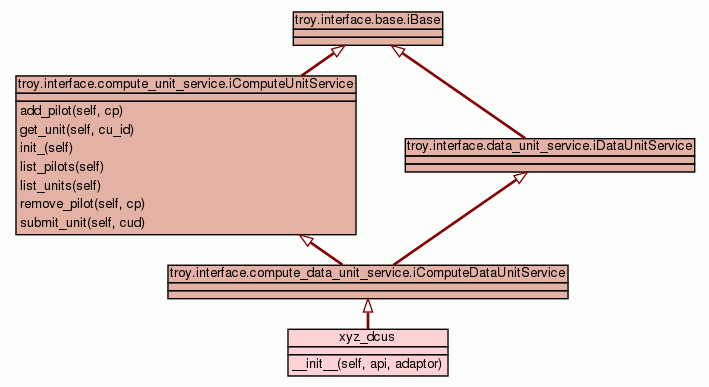 troy.interface.base.iBase
troy.interface.compute_unit_service.iComputeUnitService
add_pilot(self, cp)
get_unit(self, cu_id)
init_(self)
list_pilots(self)
list_units(self)
remove_pilot(self, cp)
submit_unit(self, cud)
troy.interface.data_unit_service.iDataUnitService
troy.interface.compute_data_unit_service.iComputeDataUnitService
xyz_dcus
__init__(self, api, adaptor)